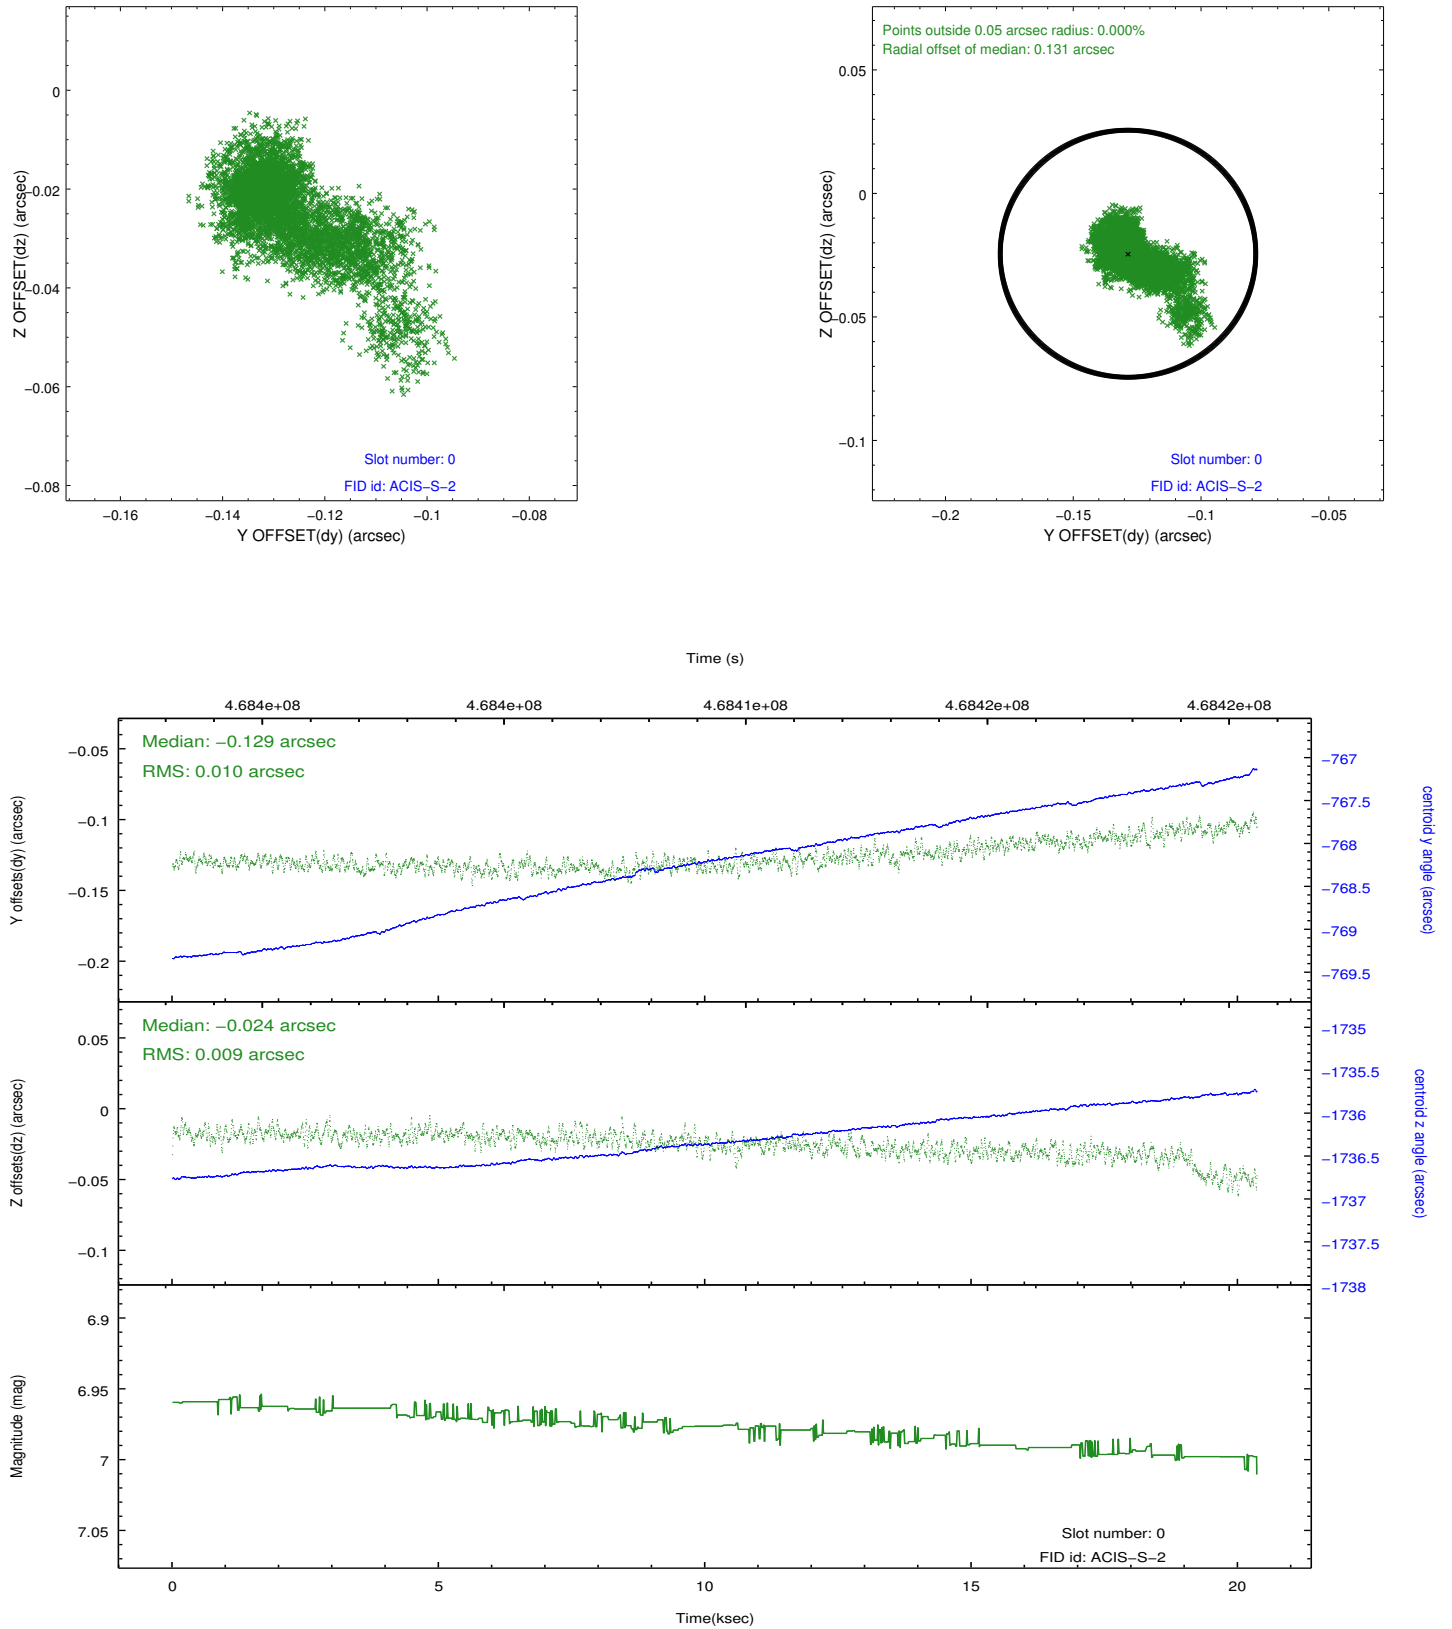 0
−0.02
−0.04
−0.06
−0.08
Z OFFSET(dz) (arcsec)
−0.16
−0.14
−0.12
−0.1
−0.08
Y OFFSET(dy) (arcsec)
Slot number: 0
FID id: ACIS−S−2
Points outside 0.05 arcsec radius: 0.000%
Radial offset of median: 0.131 arcsec
0.05
0
−0.05
−0.1
Z OFFSET(dz) (arcsec)
−0.2
−0.15
−0.1
−0.05
Y OFFSET(dy) (arcsec)
Slot number: 0
FID id: ACIS−S−2
Time (s)
4.684e+08
4.684e+08
4.6841e+08
4.6842e+08
4.6842e+08
Median: −0.129 arcsec
RMS: 0.010 arcsec
−0.05
−0.1
−0.15
−0.2
Y offsets(dy) (arcsec)
−767
−767.5
−768
−768.5
−769
−769.5
centroid y angle (arcsec)
Median: −0.024 arcsec
RMS: 0.009 arcsec
0.05
0
−0.05
−0.1
Z offsets(dz) (arcsec)
−1735
−1735.5
−1736
−1736.5
−1737
−1737.5
−1738
centroid z angle (arcsec)
6.9
6.95
7
7.05
Magnitude (mag)
Slot number: 0
FID id: ACIS−S−2
0
5
10
15
20
Time(ksec)